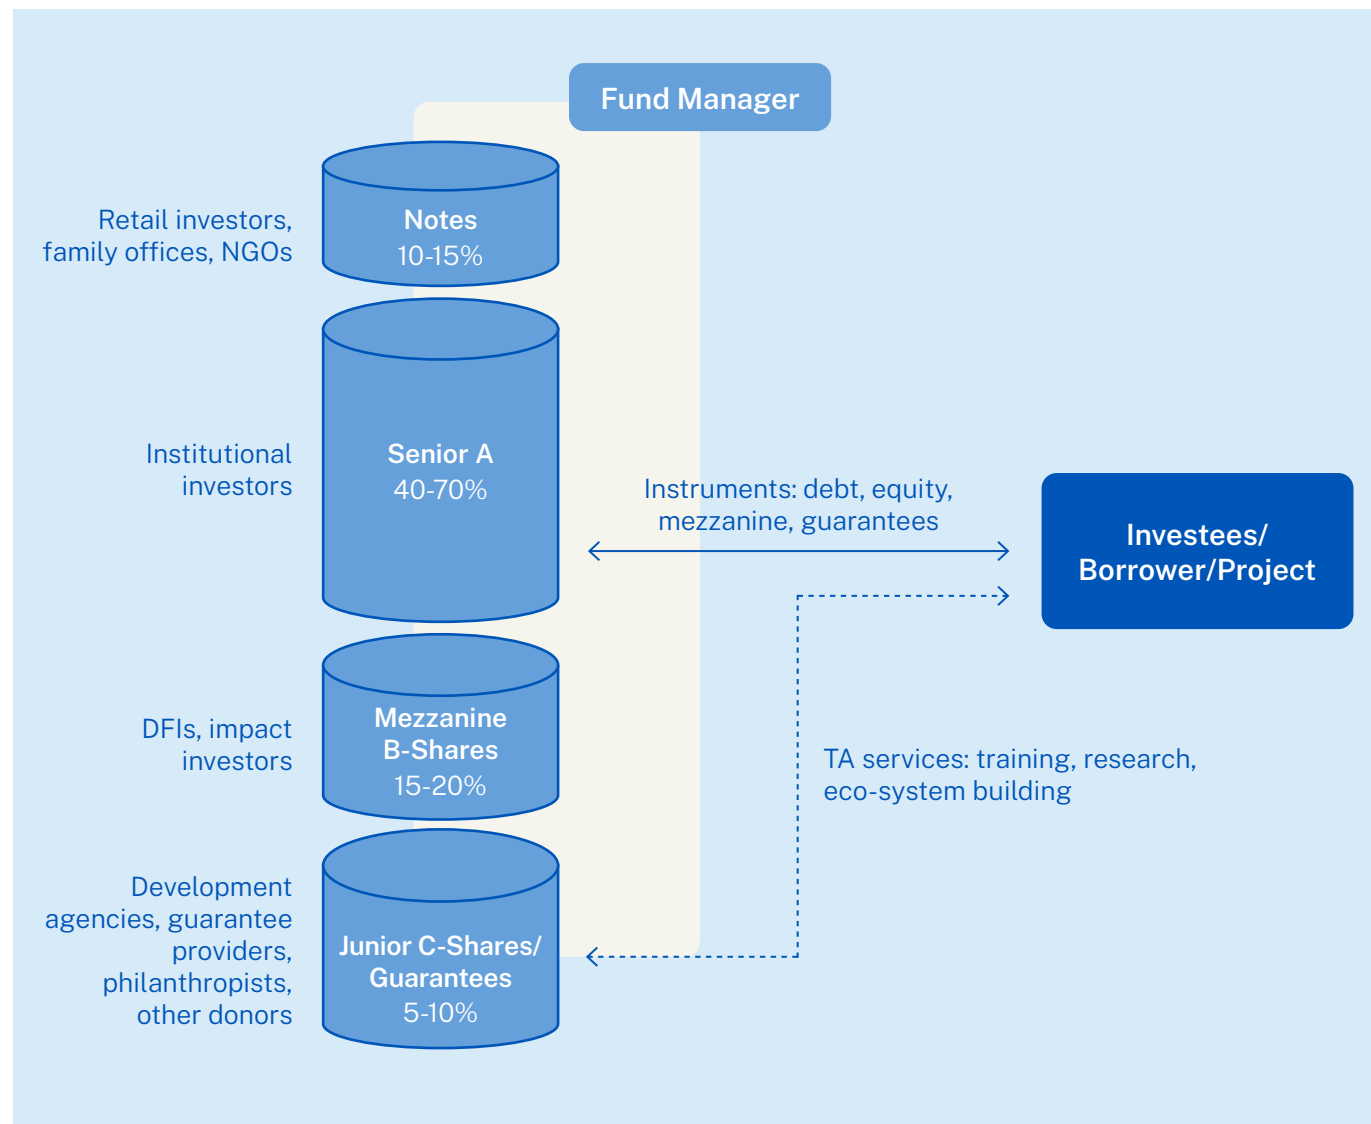 Fund Manager
Retail investors,
family offices, NGOs
Notes
10-15%
Institutional
investors
Senior A
40-70%
Instruments: debt, equity,
mezzanine, guarantees
Investees/
Borrower/Project
DFIs, impact
investors
Mezzanine
B-Shares
15-20%
TA services: training, research,
eco-system building
Development
agencies, guarantee
providers,
philanthropists,
other donors
Junior C-Shares/
Guarantees
5-10%